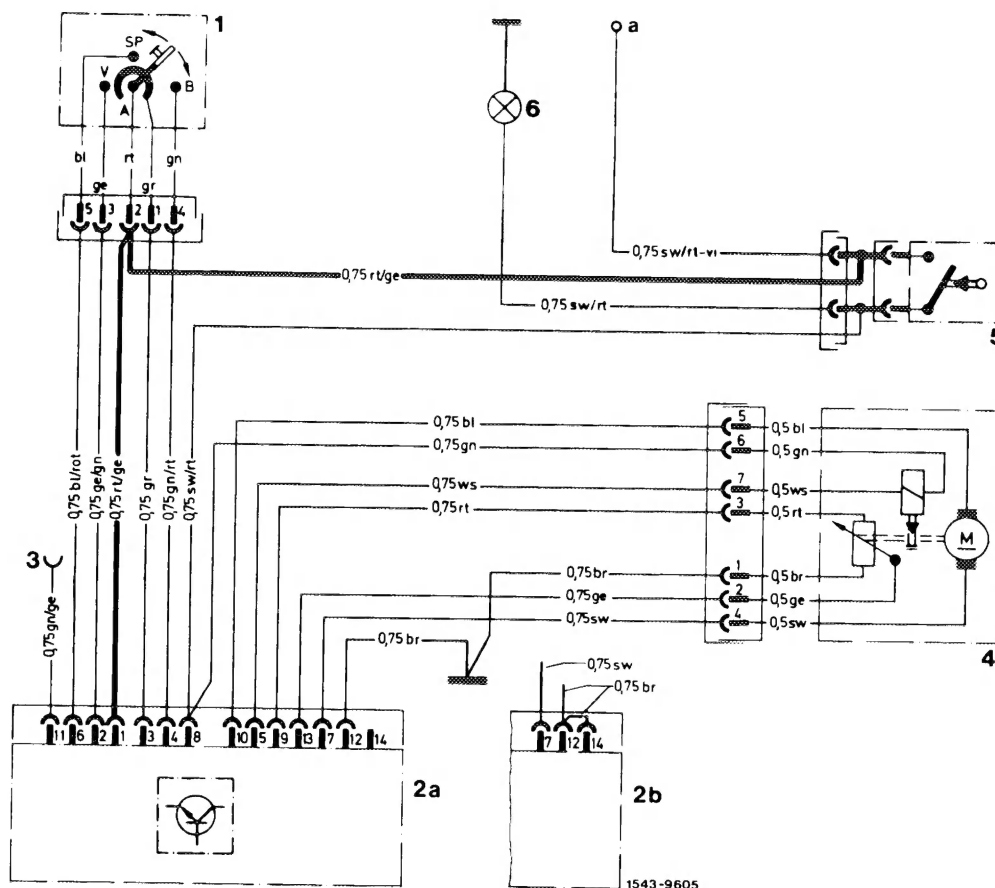 1
SP
V
B
A
bl
rt
gn
ge
gr
5 3 2 1 4
6
a
0,75 sw/rt-vi
0,75 rt/ge
0,75 sw/rt
5
0,75 bl/rot
0,75 ge/gn
0,75 rt/ge
0,75 gr
0,75 gn/rt
0,75 sw/rt
0,75 bl
5
0,5 bl
0,75 gn
6
0,5 gn
0,75 ws
7
0,5 ws
0,75 rt
3
0,5 rt
M
0,75 br
1
0,5 br
0,75 ge
2
0,5 ge
0,75 sw
4
0,5 sw
4
3
0,75 gn/ge
0,75 br
0,75 sw
0,75 br
11 6 2 1 3 4 8 10 5 9 13 7 12 14
2a
7 12 14
2b
1543-9605